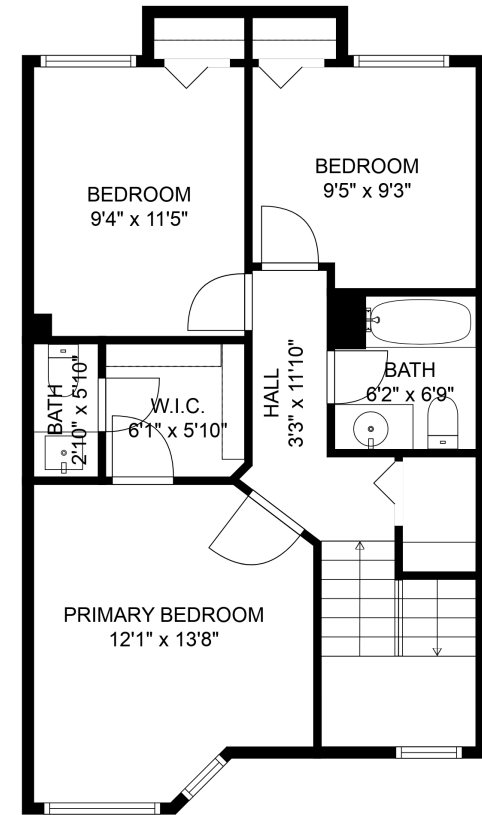 BEDROOM
9'4" x 11'5"
BEDROOM
9'5" x 9'3"
BATH
2'10" x 5'10"
W.I.C.
6'1" x 5'10"
HALL
3'3" x 11'10"
BATH
6'2" x 6'9"
PRIMARY BEDROOM
12'1" x 13'8"